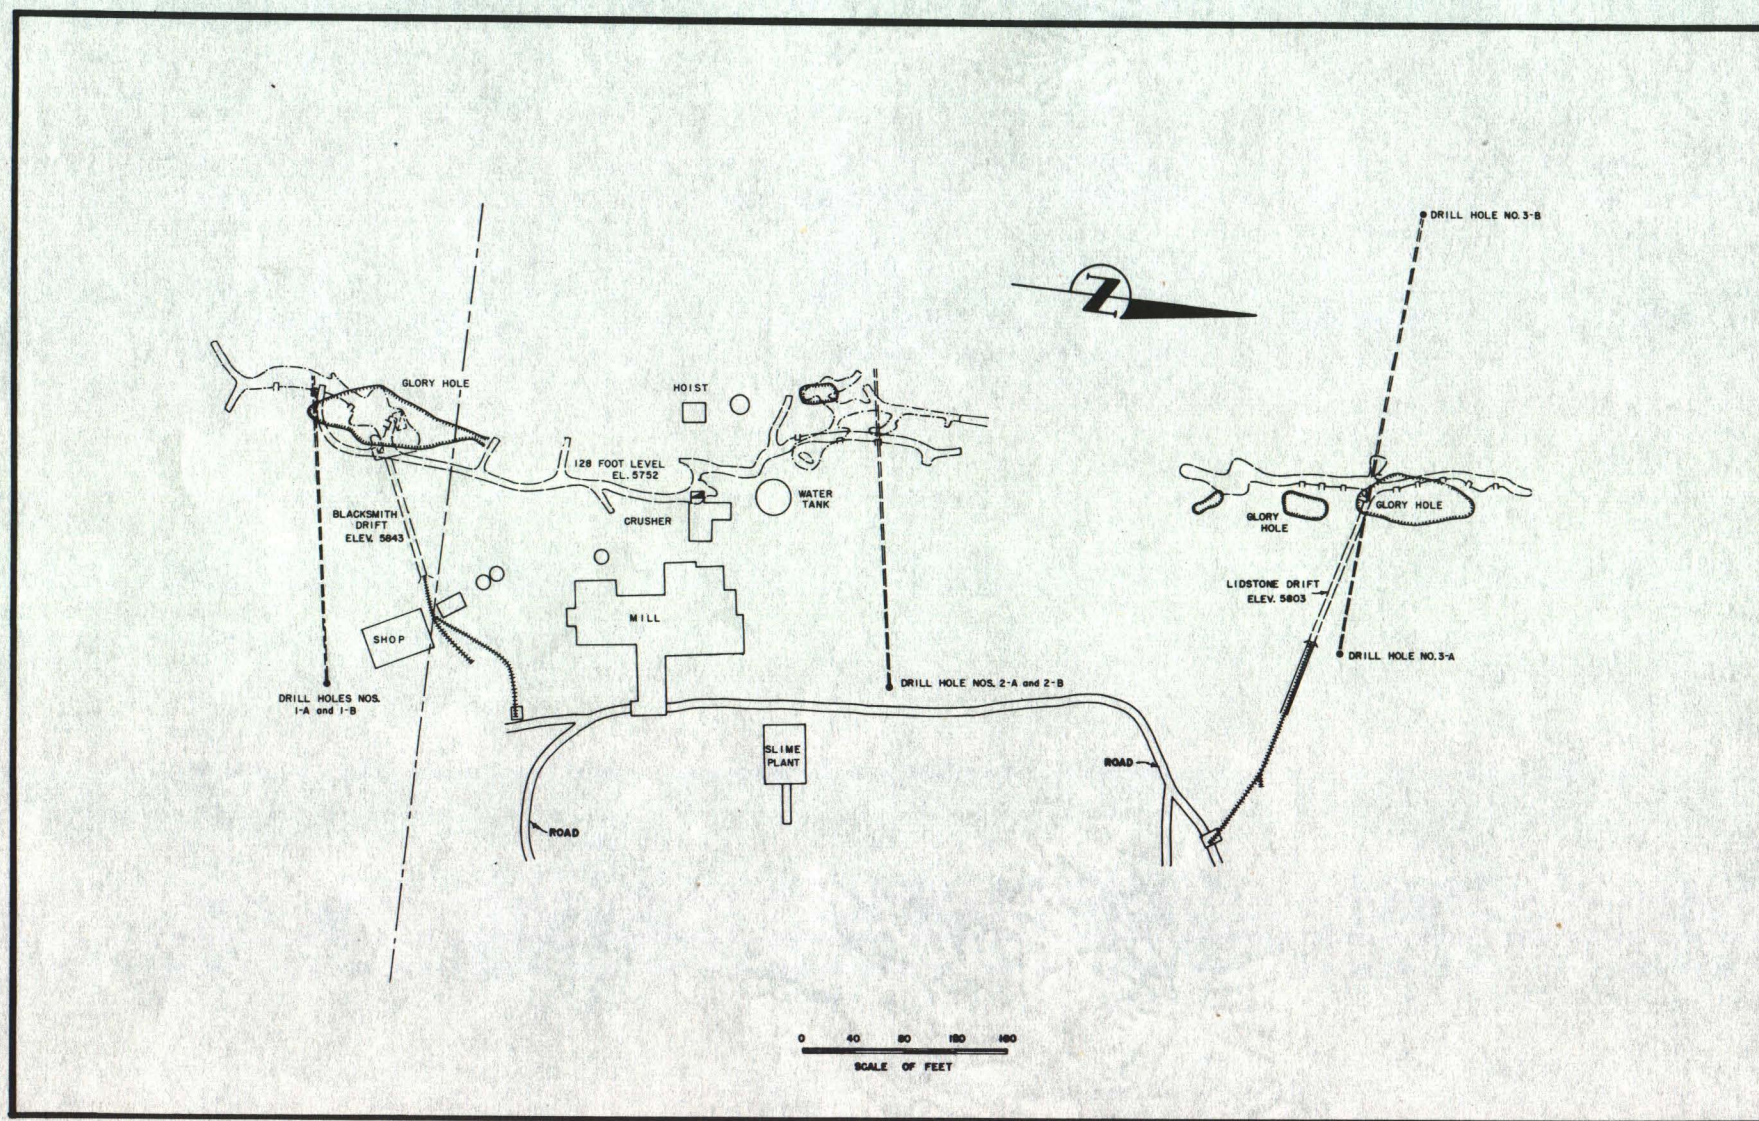 DRILL HOLE NO. 3-B
N
GLORY HOLE
HOIST
128 FOOT LEVEL
EL. 5752
WATER
TANK
CRUSHER
BLACKSMITH
DRIFT
ELEV. 5843
GLORY
HOLE
GLORY HOLE
LIDSTONE DRIFT
ELEV. 5803
MILL
SHOP
DRILL HOLE NO. 3-A
DRILL HOLES NOS.
1-A and 1-B
DRILL HOLE NOS. 2-A and 2-B
SLIME
PLANT
ROAD
ROAD
0 40 80 120 160
SCALE OF FEET